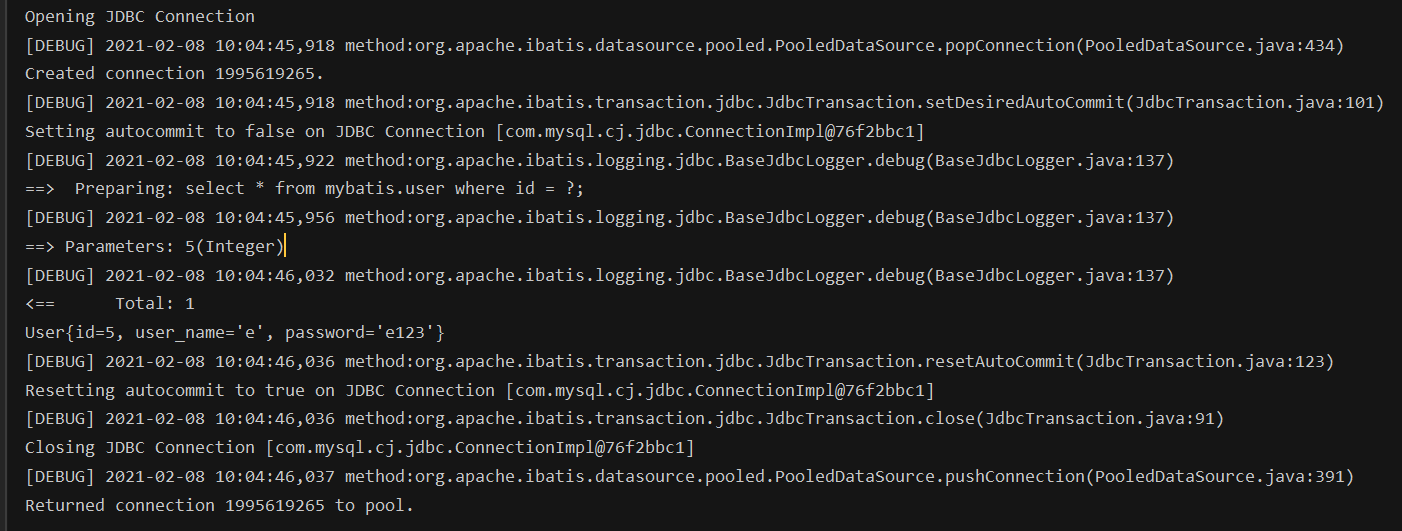 Opening JDBC Connection
[DEBUG] 2021-02-08 10:04:45,918 method:org.apache.ibatis.datasource.pooled.PooledDataSource.popConnection(PooledDataSource.java:434)
Created connection 1995619265.
[DEBUG] 2021-02-08 10:04:45,918 method:org.apache.ibatis.transaction.jdbc.JdbcTransaction.setDesiredAutoCommit(JdbcTransaction.java:101)
Setting autocommit to false on JDBC Connection [com.mysql.cj.jdbc.ConnectionImpl@76f2bbc1]
[DEBUG] 2021-02-08 10:04:45,922 method:org.apache.ibatis.logging.jdbc.BaseJdbcLogger.debug(BaseJdbcLogger.java:137)
==>  Preparing: select * from mybatis.user where id = ?;
[DEBUG] 2021-02-08 10:04:45,956 method:org.apache.ibatis.logging.jdbc.BaseJdbcLogger.debug(BaseJdbcLogger.java:137)
==> Parameters: 5(Integer)
[DEBUG] 2021-02-08 10:04:46,032 method:org.apache.ibatis.logging.jdbc.BaseJdbcLogger.debug(BaseJdbcLogger.java:137)
<==      Total: 1
User{id=5, user_name='e', password='e123'}
[DEBUG] 2021-02-08 10:04:46,036 method:org.apache.ibatis.transaction.jdbc.JdbcTransaction.resetAutoCommit(JdbcTransaction.java:123)
Resetting autocommit to true on JDBC Connection [com.mysql.cj.jdbc.ConnectionImpl@76f2bbc1]
[DEBUG] 2021-02-08 10:04:46,036 method:org.apache.ibatis.transaction.jdbc.JdbcTransaction.close(JdbcTransaction.java:91)
Closing JDBC Connection [com.mysql.cj.jdbc.ConnectionImpl@76f2bbc1]
[DEBUG] 2021-02-08 10:04:46,037 method:org.apache.ibatis.datasource.pooled.PooledDataSource.pushConnection(PooledDataSource.java:391)
Returned connection 1995619265 to pool.